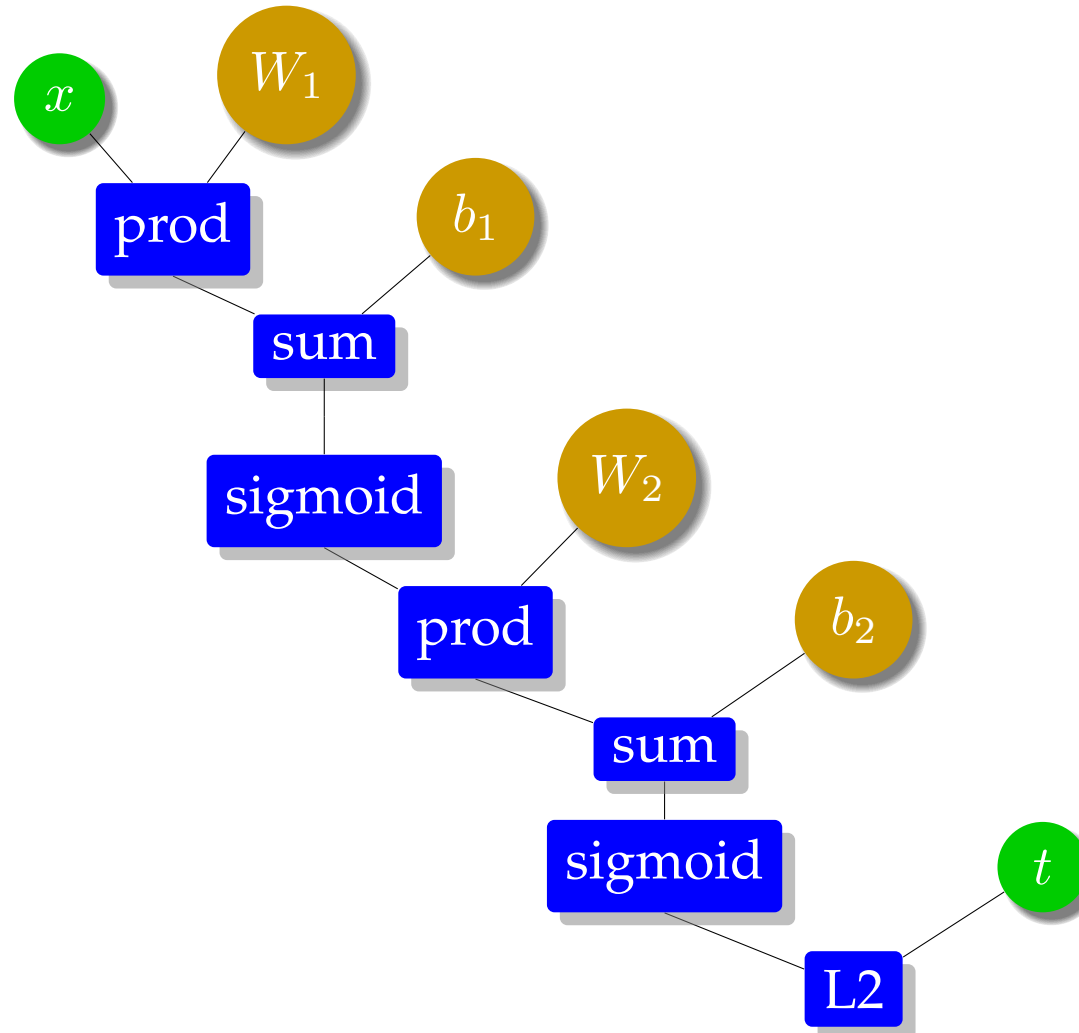 x
W₁
prod
b₁
sum
sigmoid
W₂
prod
b₂
sum
sigmoid
t
L2